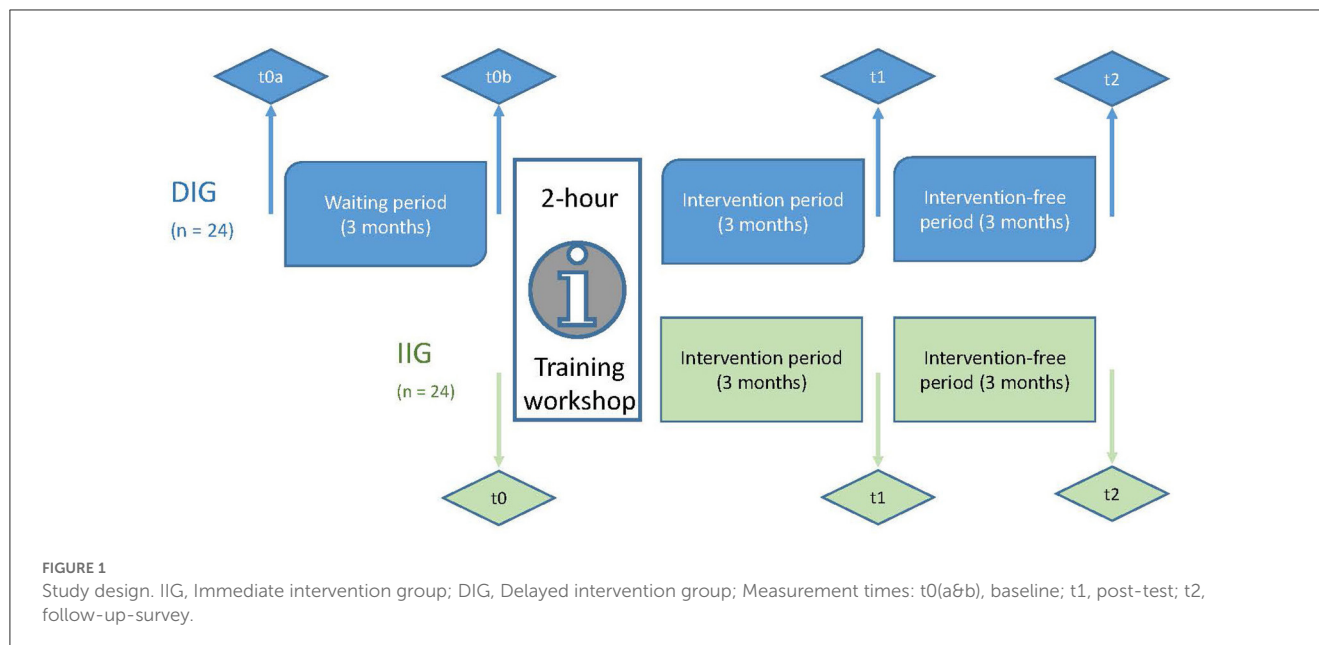 t0a
t0b
t1
t2
DIG
(n = 24)
Waiting period
(3 months)
2-hour
i
Training
workshop
Intervention period
(3 months)
Intervention-free
period (3 months)
IIG
(n = 24)
Intervention period
(3 months)
Intervention-free
period (3 months)
t0
t1
t2
FIGURE 1
Study design. IIG, Immediate intervention group; DIG, Delayed intervention group; Measurement times: t0(a&b), baseline; t1, post-test; t2,
follow-up-survey.